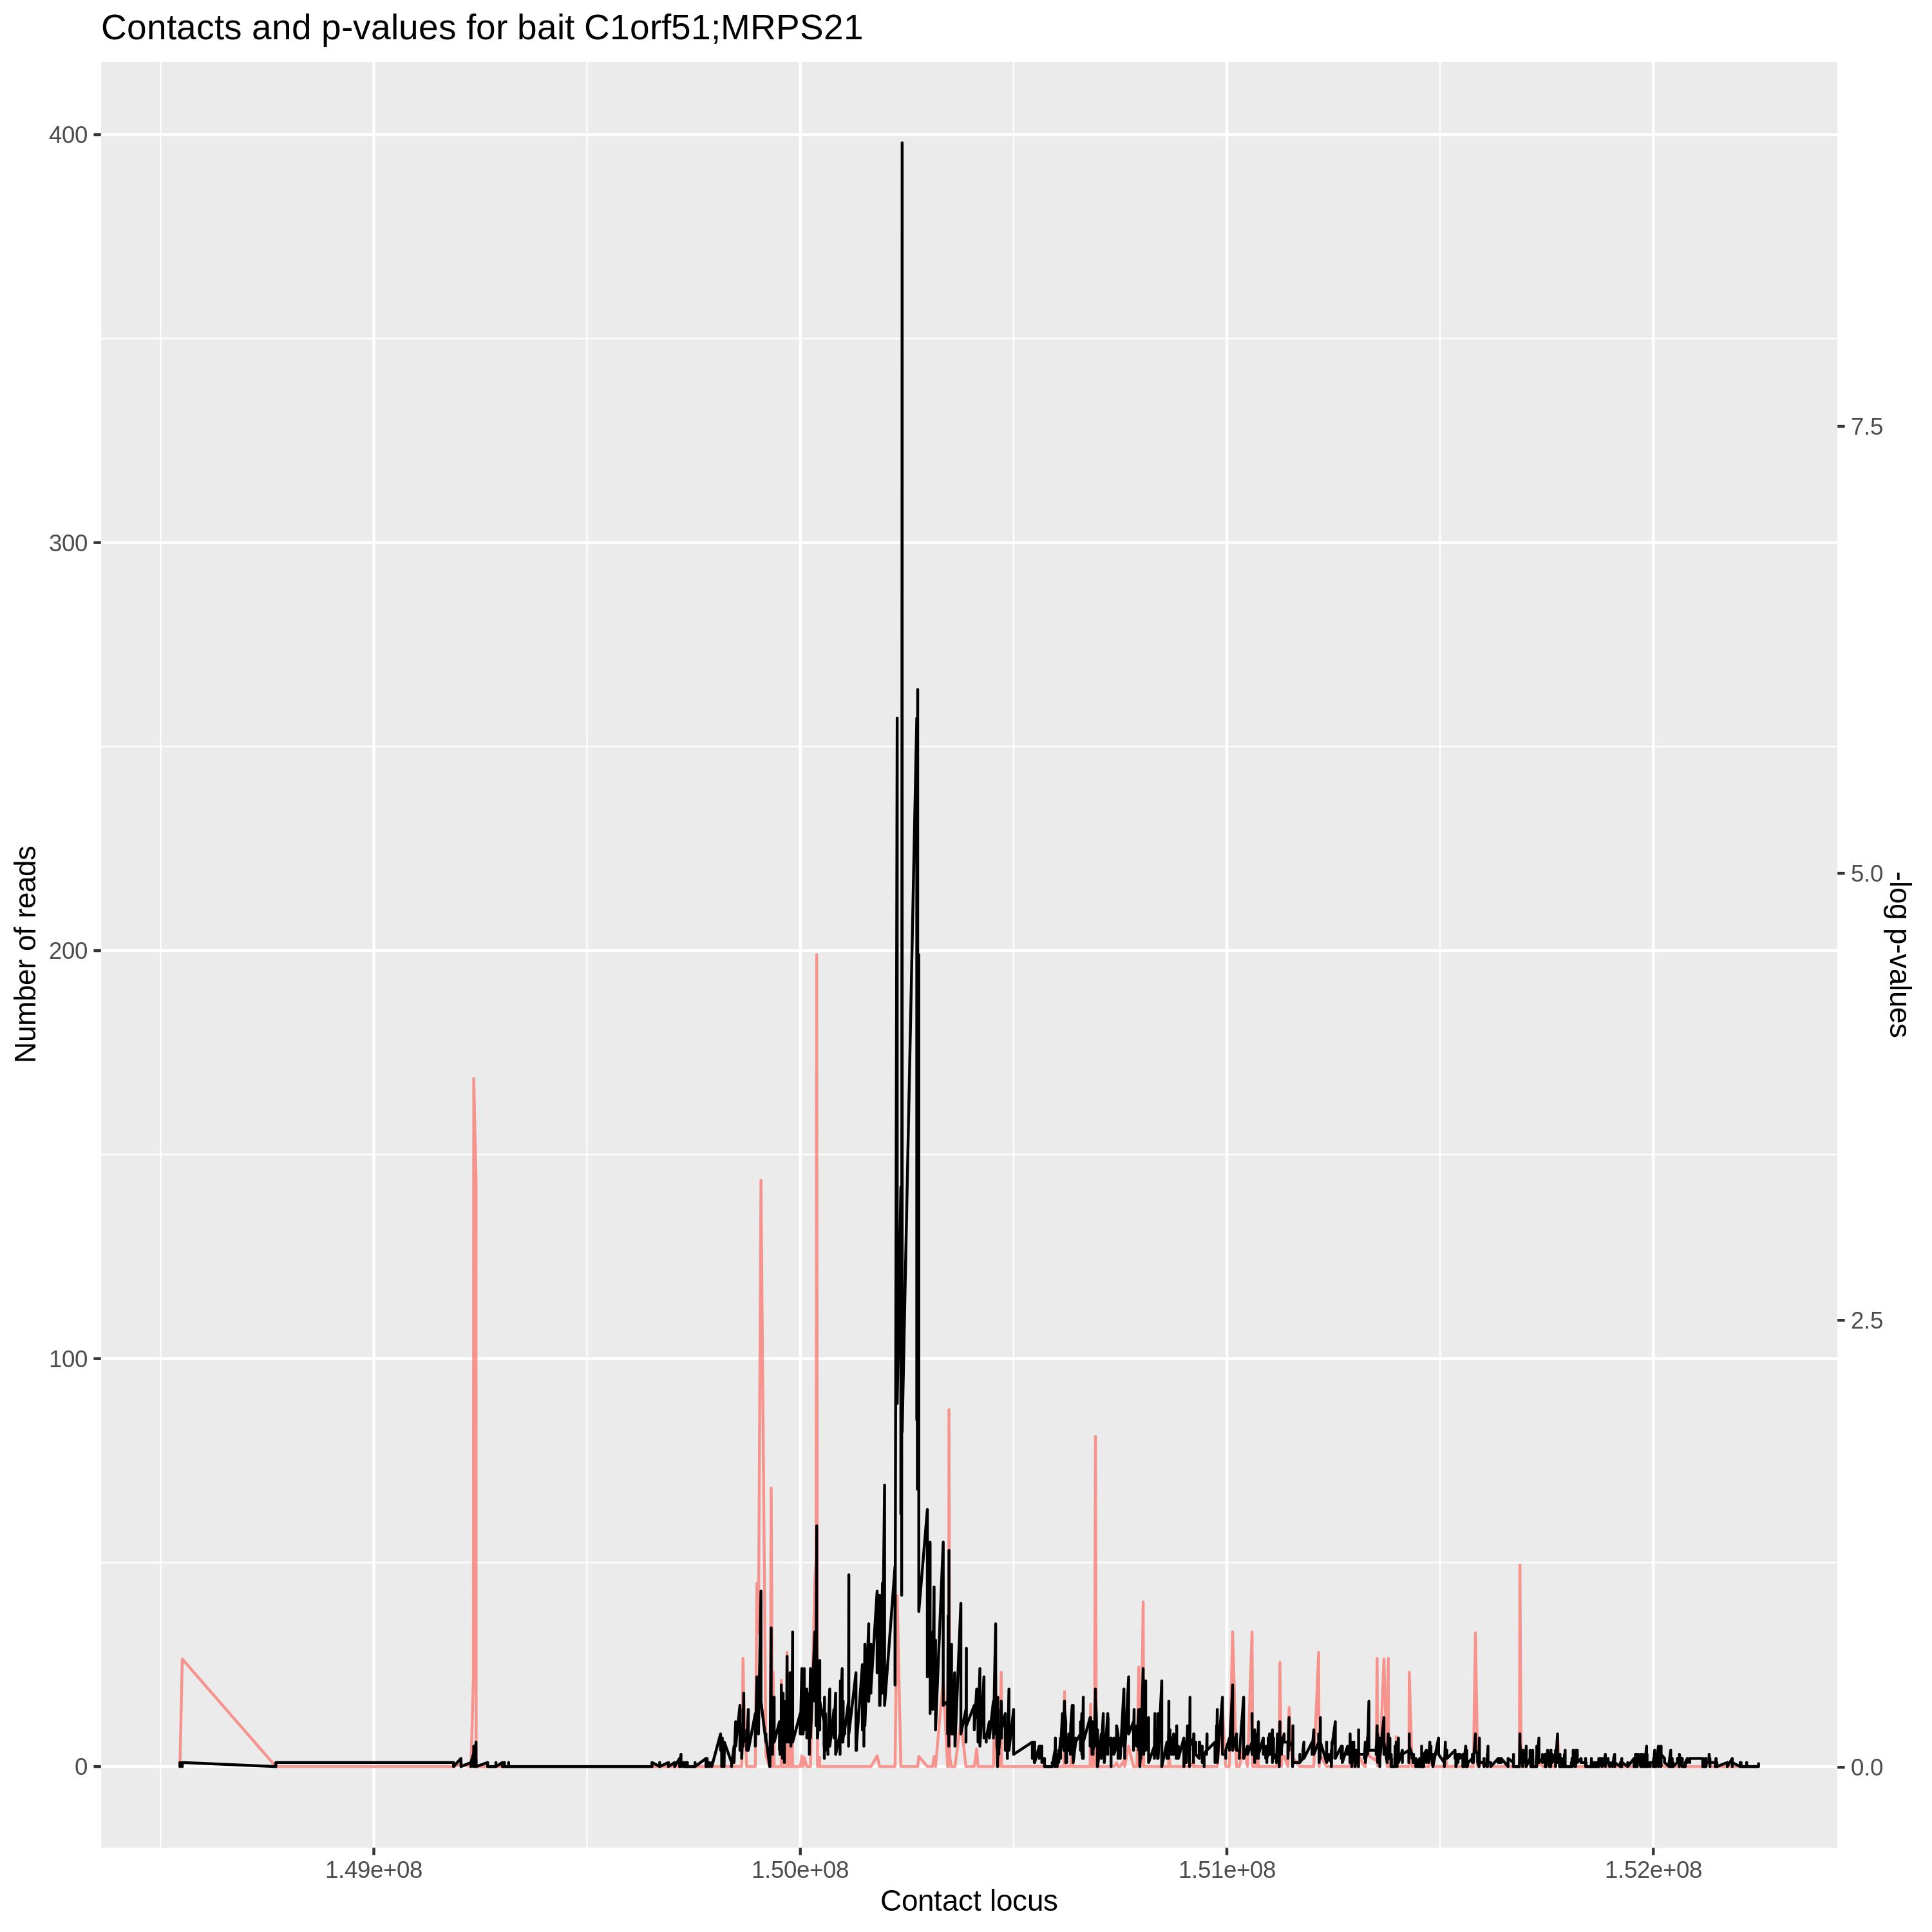 Contacts and p-values for bait C1orf51;MRPS21
400
300
200
100
0
Number of reads
7.5
5.0
2.5
0.0
-log p-values
1.49e+08
1.50e+08
1.51e+08
1.52e+08
Contact locus